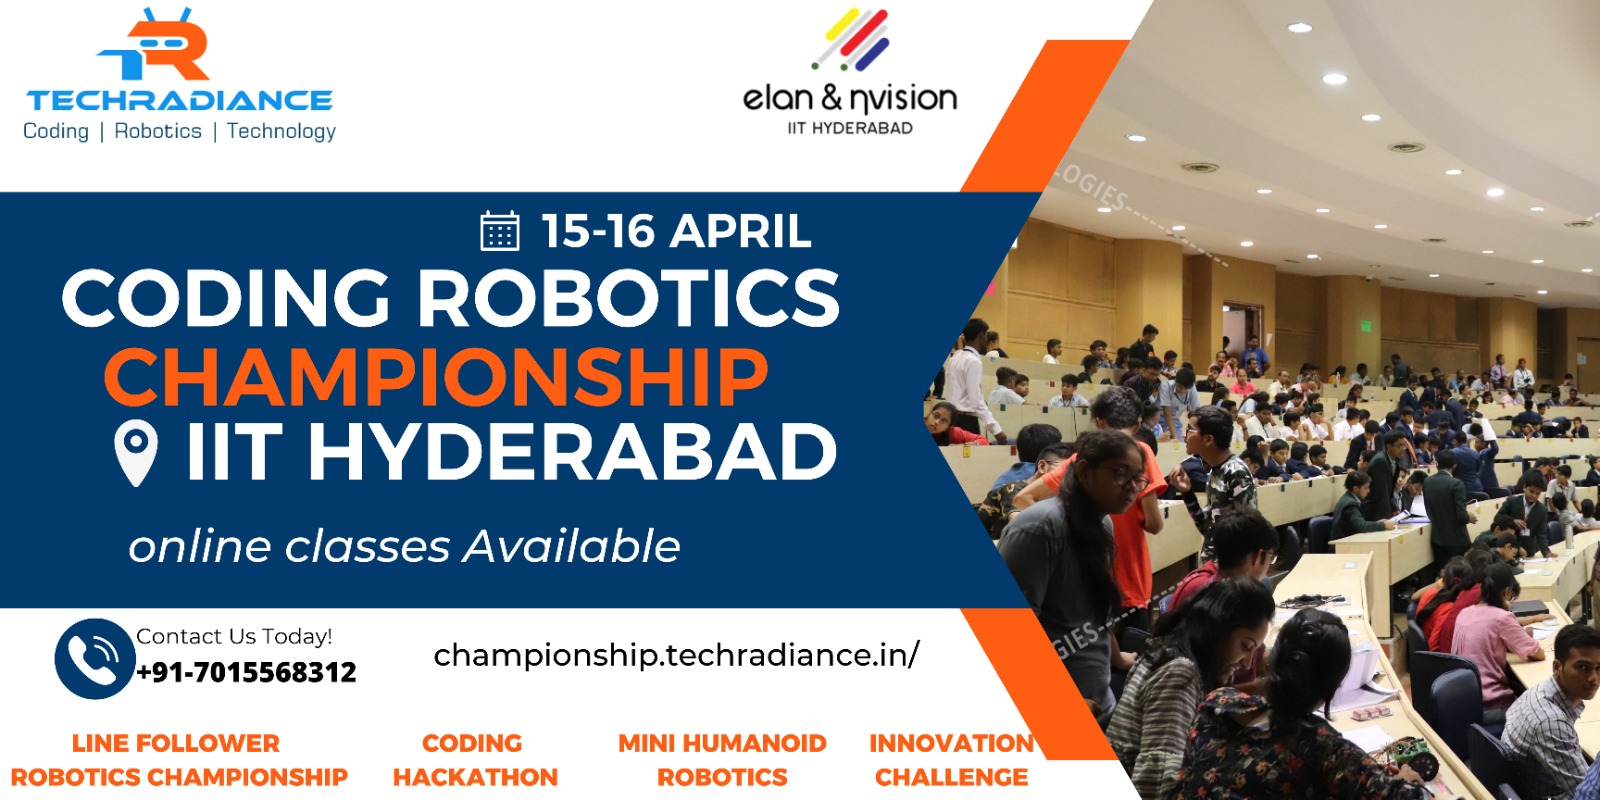 TECHRADIANCE
Coding | Robotics | Technology
elan & ηvision
IIT HYDERABAD
15-16 APRIL
CODING ROBOTICS
CHAMPIONSHIP
IIT HYDERABAD
online classes Available
Contact Us Today!
+91-7015568312
championship.techradiance.in/
LINE FOLLOWER
ROBOTICS CHAMPIONSHIP
CODING
HACKATHON
MINI HUMANOID
ROBOTICS
INNOVATION
CHALLENGE